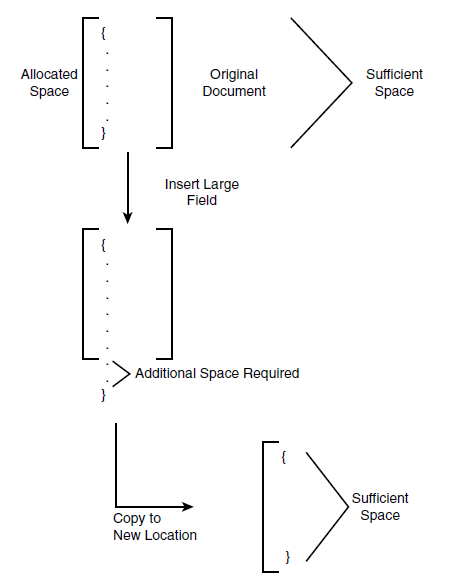 {
.
.
.
.
.
}
Allocated
Space
Original
Document
Sufficient
Space
Insert Large
Field
{
.
.
.
.
.
.
.
.
}
Additional Space Required
Copy to
New Location
{
}
Sufficient
Space